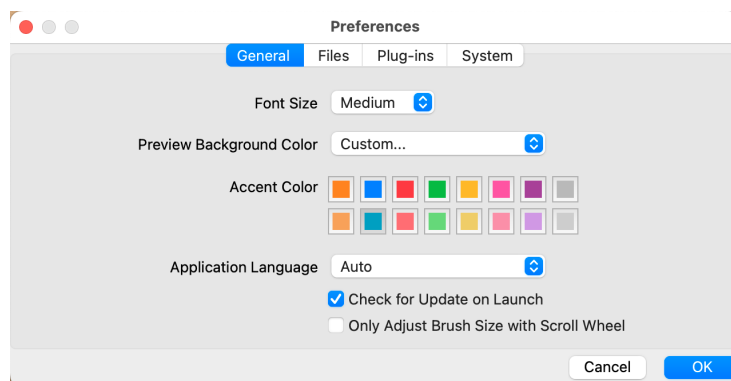 Preferences
General Files Plug-ins System
Font Size Medium
Preview Background Color Custom...
Accent Color
Application Language Auto
Check for Update on Launch
Only Adjust Brush Size with Scroll Wheel
Cancel OK